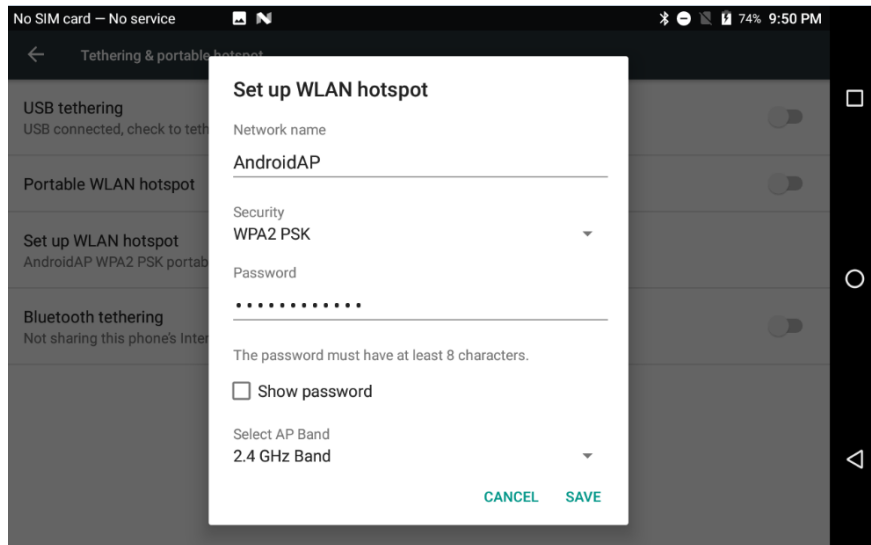 No SIM card — No service
74% 9:50 PM
Tethering & portable hotspot
USB tethering
USB connected, check to teth
Portable WLAN hotspot
Set up WLAN hotspot
AndroidAP WPA2 PSK portab
Bluetooth tethering
Not sharing this phone's Inter
Set up WLAN hotspot
Network name
AndroidAP
Security
WPA2 PSK
Password
••••••••••••
The password must have at least 8 characters.
Show password
Select AP Band
2.4 GHz Band
CANCEL SAVE